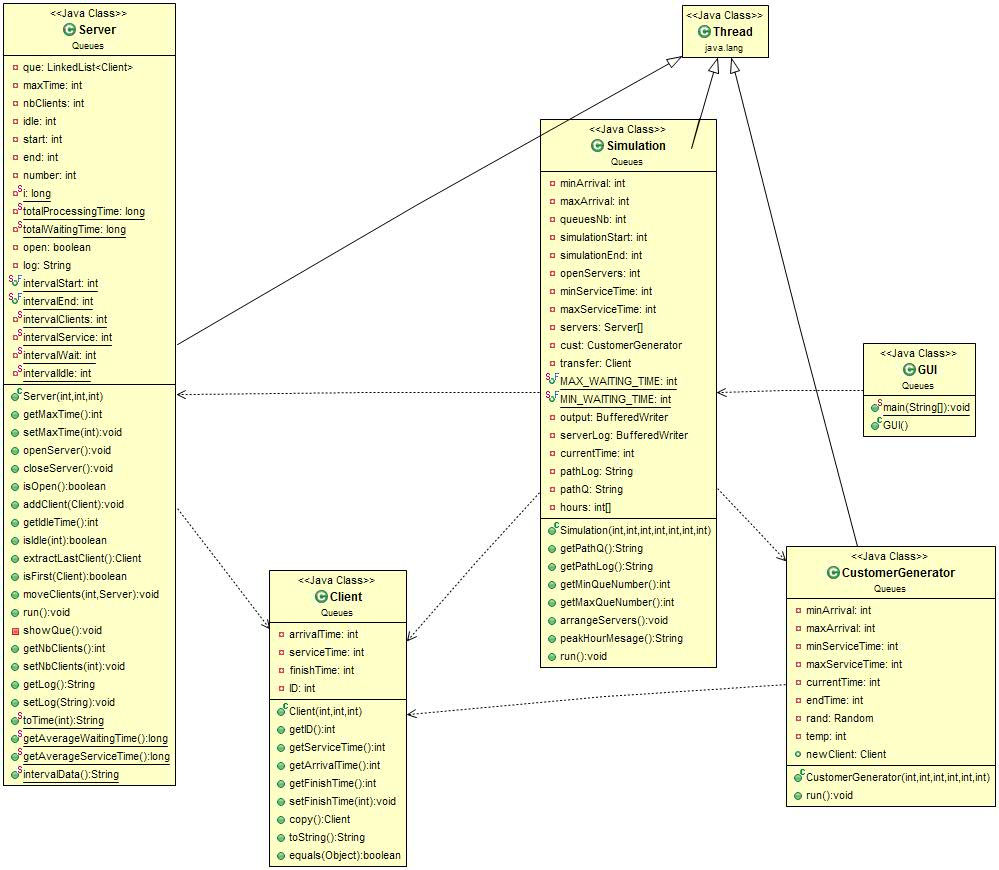 <<Java Class>>
Server
Queues
que: LinkedList<Client>
maxTime: int
nbClients: int
idle: int
start: int
end: int
number: int
i: long
totalProcessingTime: long
totalWaitingTime: long
open: boolean
log: String
intervalStart: int
intervalEnd: int
intervalClients: int
intervalService: int
intervalWait: int
intervalIdle: int
Server(int,int,int)
getMaxTime():int
setMaxTime(int):void
openServer():void
closeServer():void
isOpen():boolean
addClient(Client):void
getIdleTime():int
isIdle(int):boolean
extractLastClient():Client
isFirst(Client):boolean
moveClients(int,Server):void
run():void
showQue():void
getNbClients():int
setNbClients(int):void
getLog():String
setLog(String):void
toTime(int):String
getAverageWaitingTime():long
getAverageServiceTime():long
intervalData():String
<<Java Class>>
Thread
java.lang
<<Java Class>>
Simulation
Queues
minArrival: int
maxArrival: int
queuesNb: int
simulationStart: int
simulationEnd: int
openServers: int
minServiceTime: int
maxServiceTime: int
servers: Server[]
cust: CustomerGenerator
transfer: Client
MAX_WAITING_TIME: int
MIN_WAITING_TIME: int
output: BufferedWriter
serverLog: BufferedWriter
currentTime: int
pathLog: String
pathQ: String
hours: int[]
Simulation(int,int,int,int,int,int,int)
getPathQ():String
getPathLog():String
getMinQueNumber():int
getMaxQueNumber():int
arrangeServers():void
peakHourMesage():String
run():void
<<Java Class>>
GUI
Queues
main(String[]):void
GUI()
<<Java Class>>
Client
Queues
arrivalTime: int
serviceTime: int
finishTime: int
ID: int
Client(int,int,int)
getID():int
getServiceTime():int
getArrivalTime():int
getFinishTime():int
setFinishTime(int):void
copy():Client
toString():String
equals(Object):boolean
<<Java Class>>
CustomerGenerator
Queues
minArrival: int
maxArrival: int
minServiceTime: int
maxServiceTime: int
currentTime: int
endTime: int
rand: Random
temp: int
newClient: Client
CustomerGenerator(int,int,int,int,int,int)
run():void